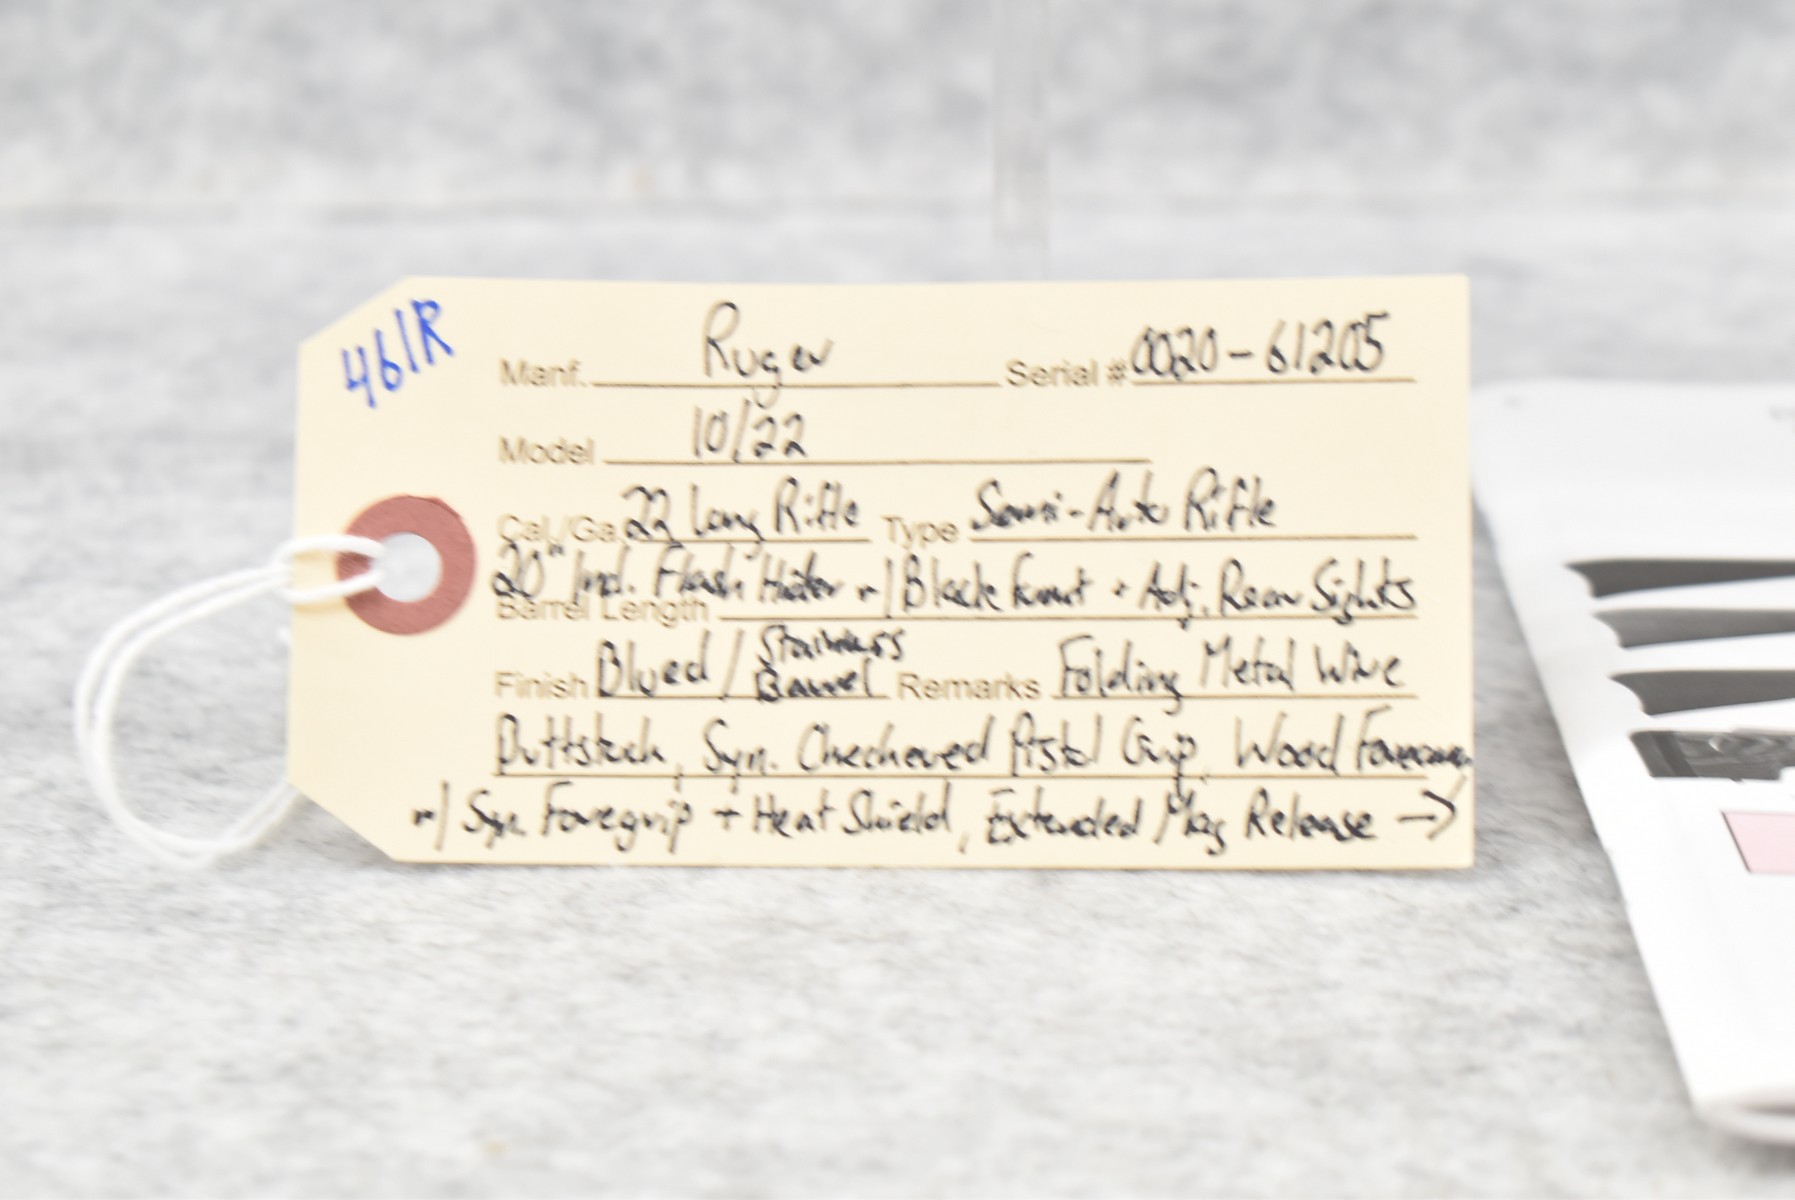 461R
Manf. Ruger Serial # 0020-61205
Model 10/22
Cal./Ga. 22 Long Rifle Type Semi-Auto Rifle
20" Incl. Flash Hider w/ Blade Front + Adj. Rear Sights
Barrel Length
Finish Blued / Stainless Barrel Remarks Folding Metal Wire
Buttstock, Syn. Checkered Pistol Grip, Wood Forearm
w/ Syn. Foregrip + Heat Shield, Extended Mag Release →